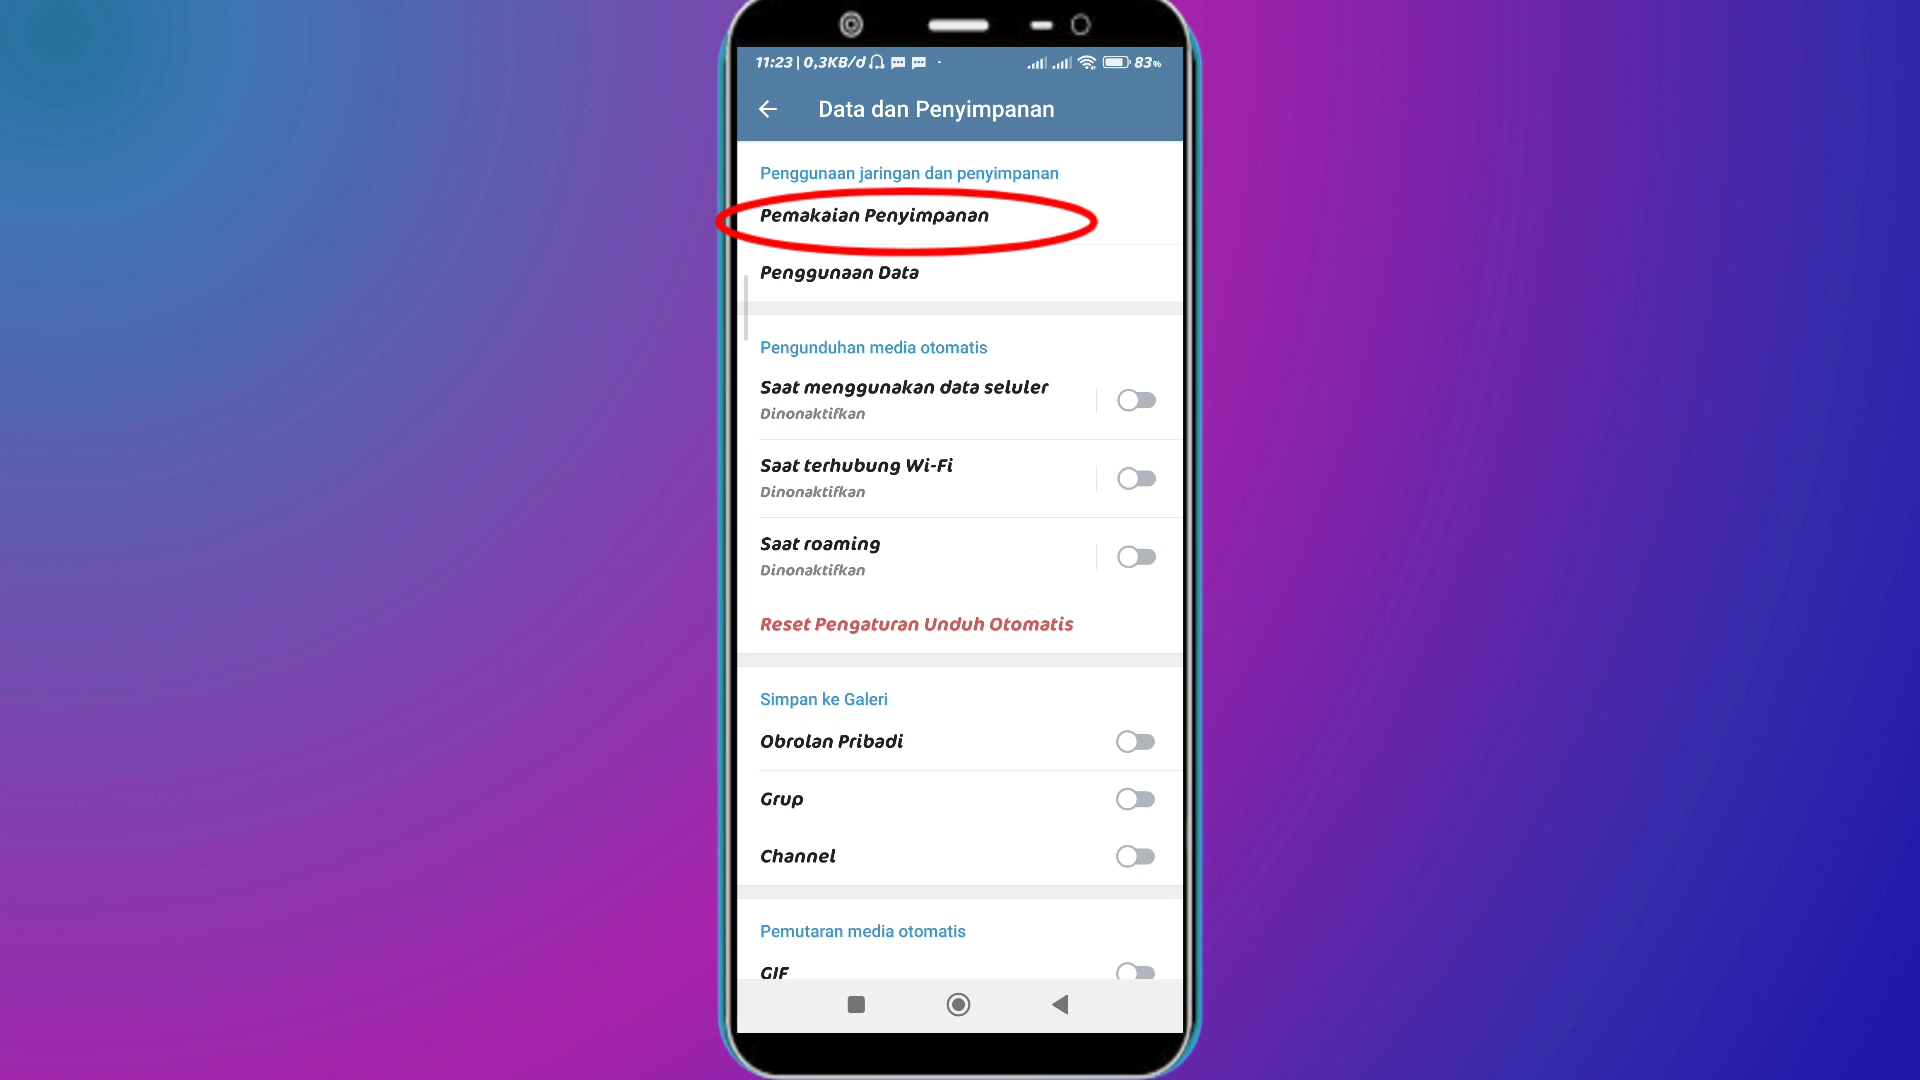 11:23 | 0,3KB/d 83%
Data dan Penyimpanan
Penggunaan jaringan dan penyimpanan
Pemakaian Penyimpanan
Penggunaan Data
Pengunduhan media otomatis
Saat menggunakan data seluler
Dinonaktifkan
Saat terhubung Wi-Fi
Dinonaktifkan
Saat roaming
Dinonaktifkan
Reset Pengaturan Unduh Otomatis
Simpan ke Galeri
Obrolan Pribadi
Grup
Channel
Pemutaran media otomatis
GIF